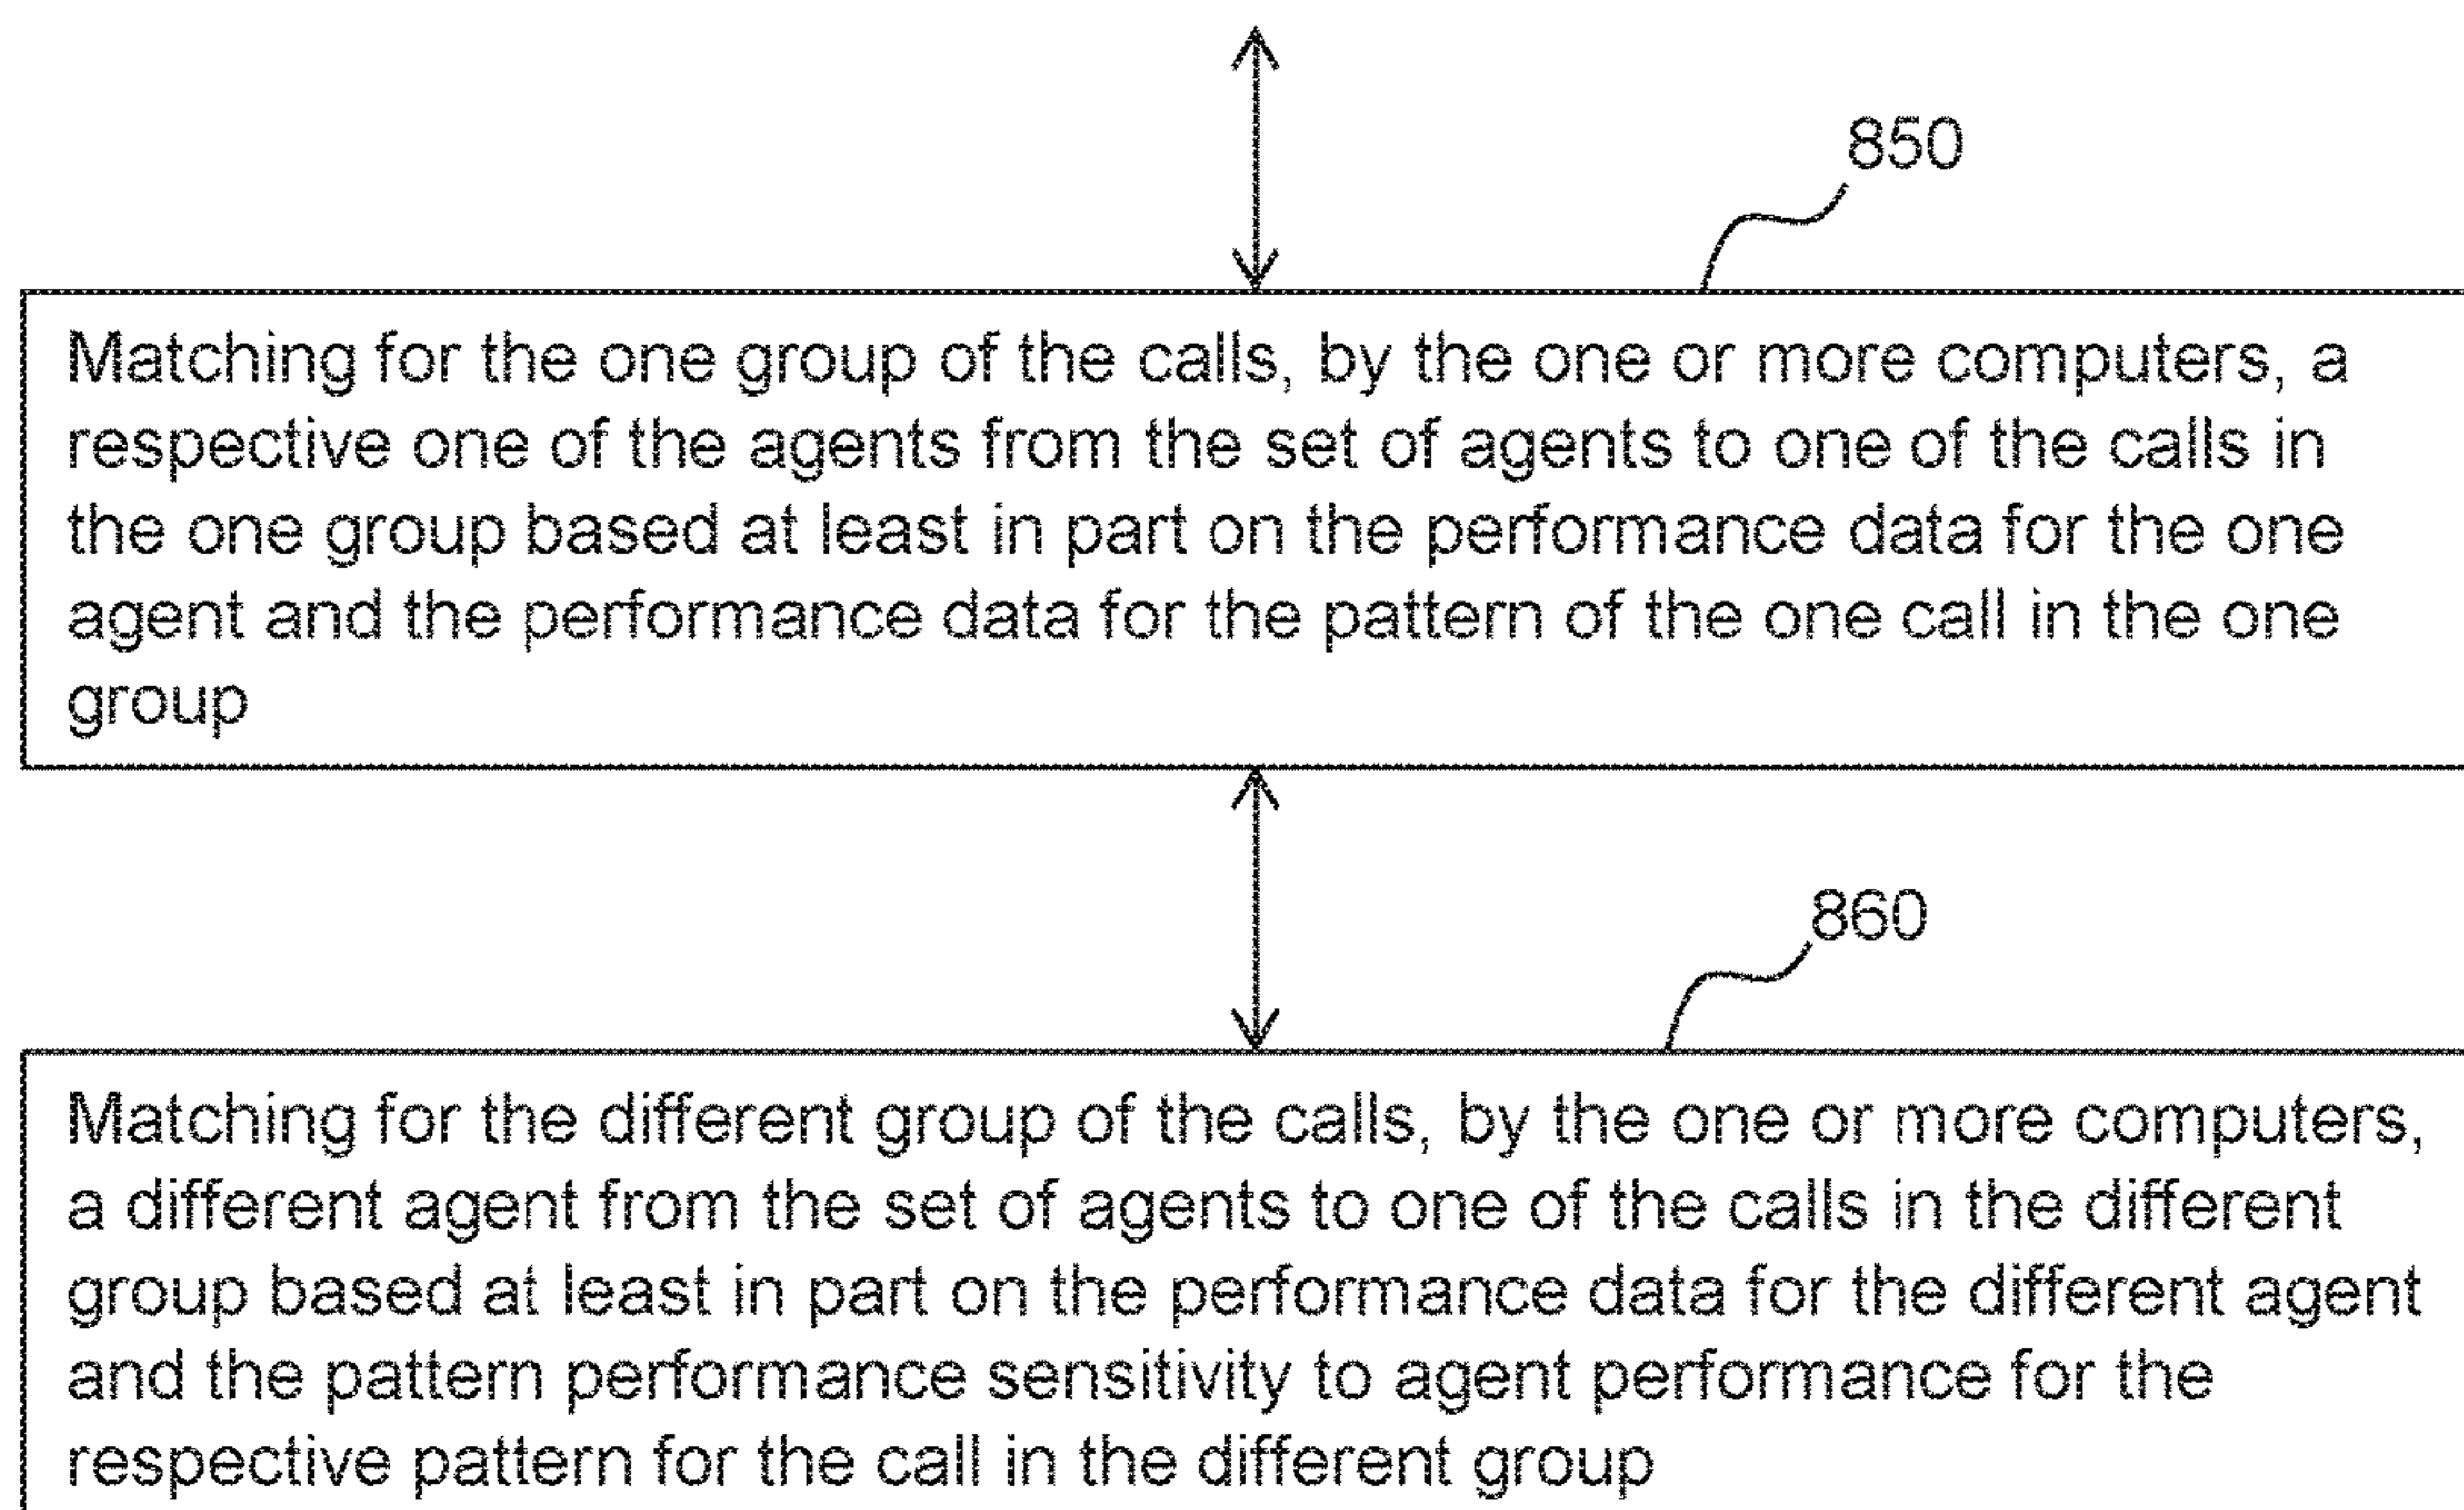 850
Matching for the one group of the calls, by the one or more computers, a
respective one of the agents from the set of agents to one of the calls in
the one group based at least in part on the performance data for the one
agent and the performance data for the pattern of the one call in the one
group
860
Matching for the different group of the calls, by the one or more computers,
a different agent from the set of agents to one of the calls in the different
group based at least in part on the performance data for the different agent
and the pattern performance sensitivity to agent performance for the
respective pattern for the call in the different group